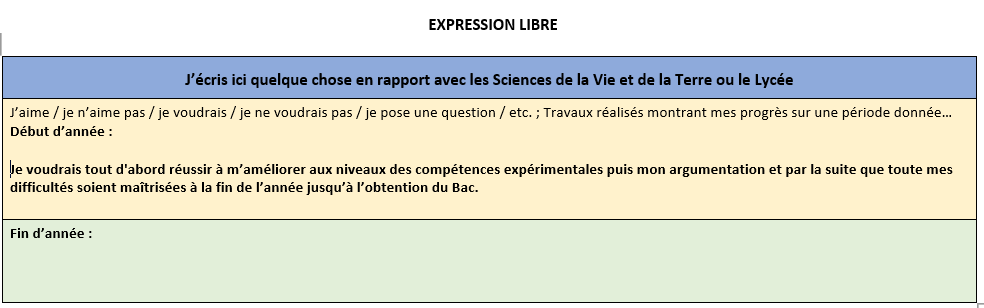 EXPRESSION LIBRE
J’écris ici quelque chose en rapport avec les Sciences de la Vie et de la Terre ou le Lycée
J’aime / je n’aime pas / je voudrais / je ne voudrais pas / je pose une question / etc. ; Travaux réalisés montrant mes progrès sur une période donnée…
Début d’année :
Je voudrais tout d'abord réussir à m’améliorer aux niveaux des compétences expérimentales puis mon argumentation et par la suite que toute mes
difficultés soient maîtrisées à la fin de l’année jusqu’à l’obtention du Bac.
Fin d’année :